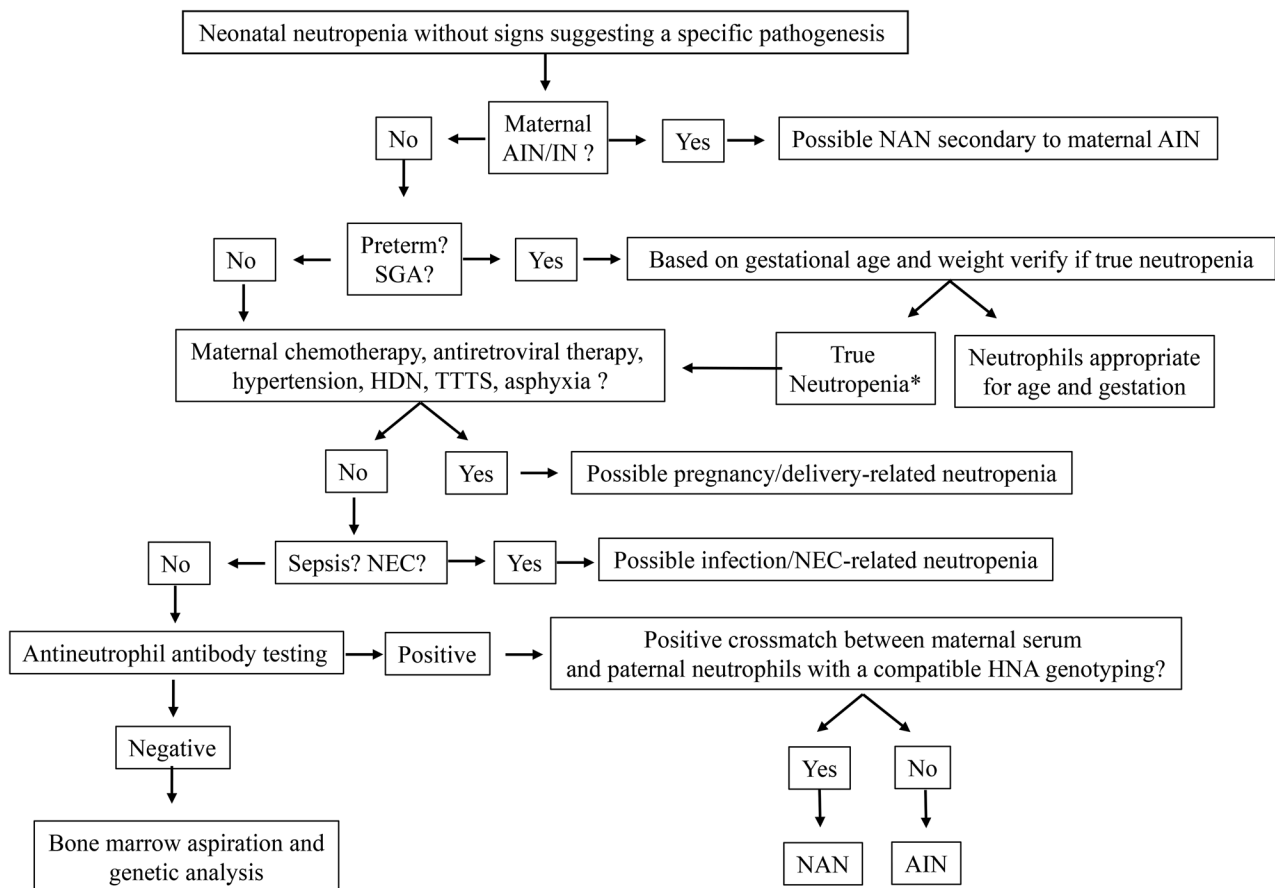 Neonatal neutropenia without signs suggesting a specific pathogenesis
No
Maternal
AIN/IN ?
Yes
Possible NAN secondary to maternal AIN
No
Preterm?
SGA?
Yes
Based on gestational age and weight verify if true neutropenia
Maternal chemotherapy, antiretroviral therapy,
hypertension, HDN, TTTS, asphyxia ?
True
Neutropenia*
Neutrophils appropriate
for age and gestation
No
Yes
Possible pregnancy/delivery-related neutropenia
No
Sepsis? NEC?
Yes
Possible infection/NEC-related neutropenia
Antineutrophil antibody testing
Positive
Positive crossmatch between maternal serum
and paternal neutrophils with a compatible HNA genotyping?
Negative
Yes
No
Bone marrow aspiration and
genetic analysis
NAN
AIN